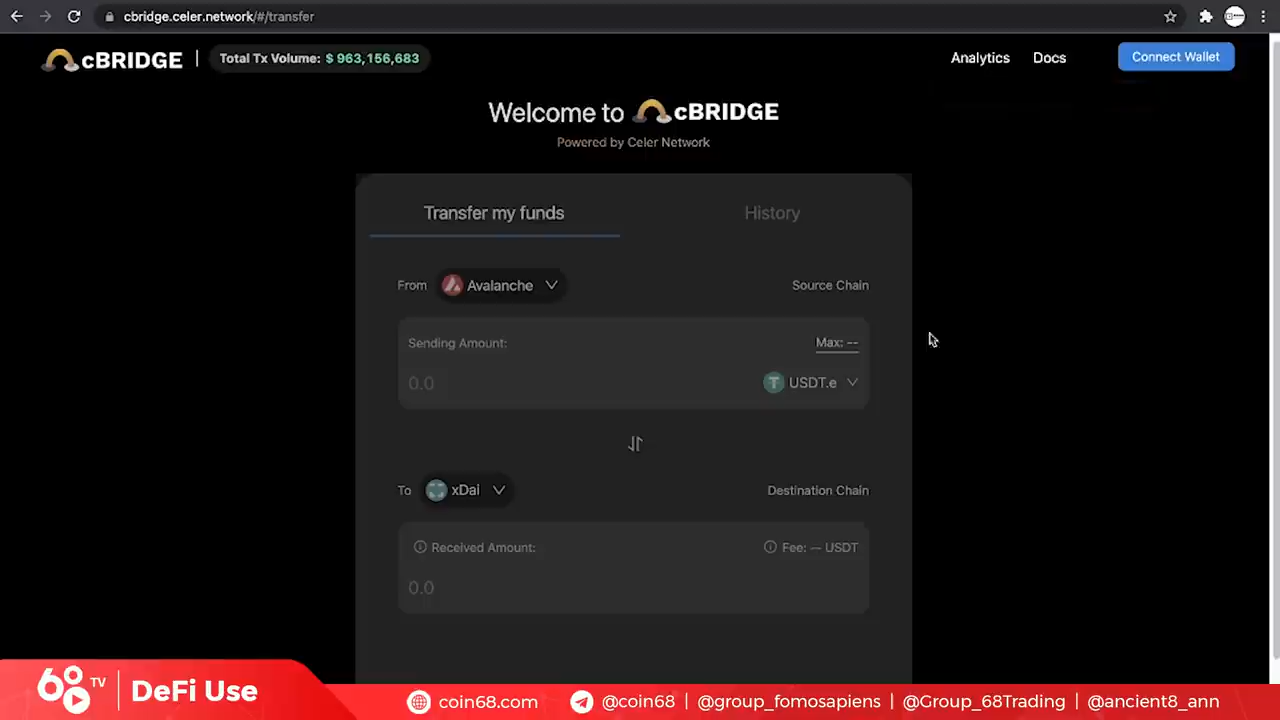 cbridge.celer.network/#/transfer
cBRIDGE | Total Tx Volume: $ 963,156,683
Analytics Docs Connect Wallet
Welcome to cBRIDGE
Powered by Celer Network
Transfer my funds History
From Avalanche Source Chain
Sending Amount: Max: --
0.0 USDT.e
To xDai Destination Chain
Received Amount: Fee: — USDT
0.0
68 TV | DeFi Use
coin68.com | @coin68 | @group_fomosapiens | @Group_68Trading | @ancient8_ann